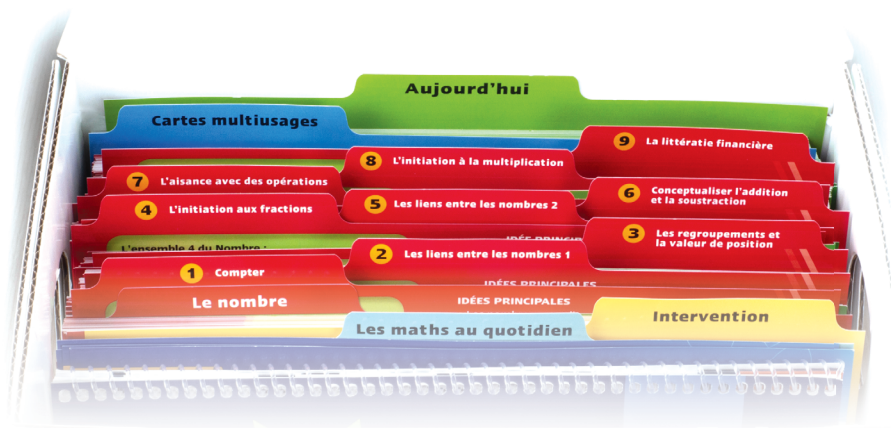 Aujourd'hui
Cartes multiusages
9 La littératie financière
8 L'initiation à la multiplication
7 L'aisance avec des opérations
6 Conceptualiser l'addition
et la soustraction
5 Les liens entre les nombres 2
4 L'initiation aux fractions
3 Les regroupements et
la valeur de position
L'ensemble 4 du Nombre :
IDÉE PRINCI
2 Les liens entre les nombres 1
1 Compter
IDÉES PRINCIPALES
Le nombre
IDÉES PRINCIPALES
Intervention
Les maths au quotidien